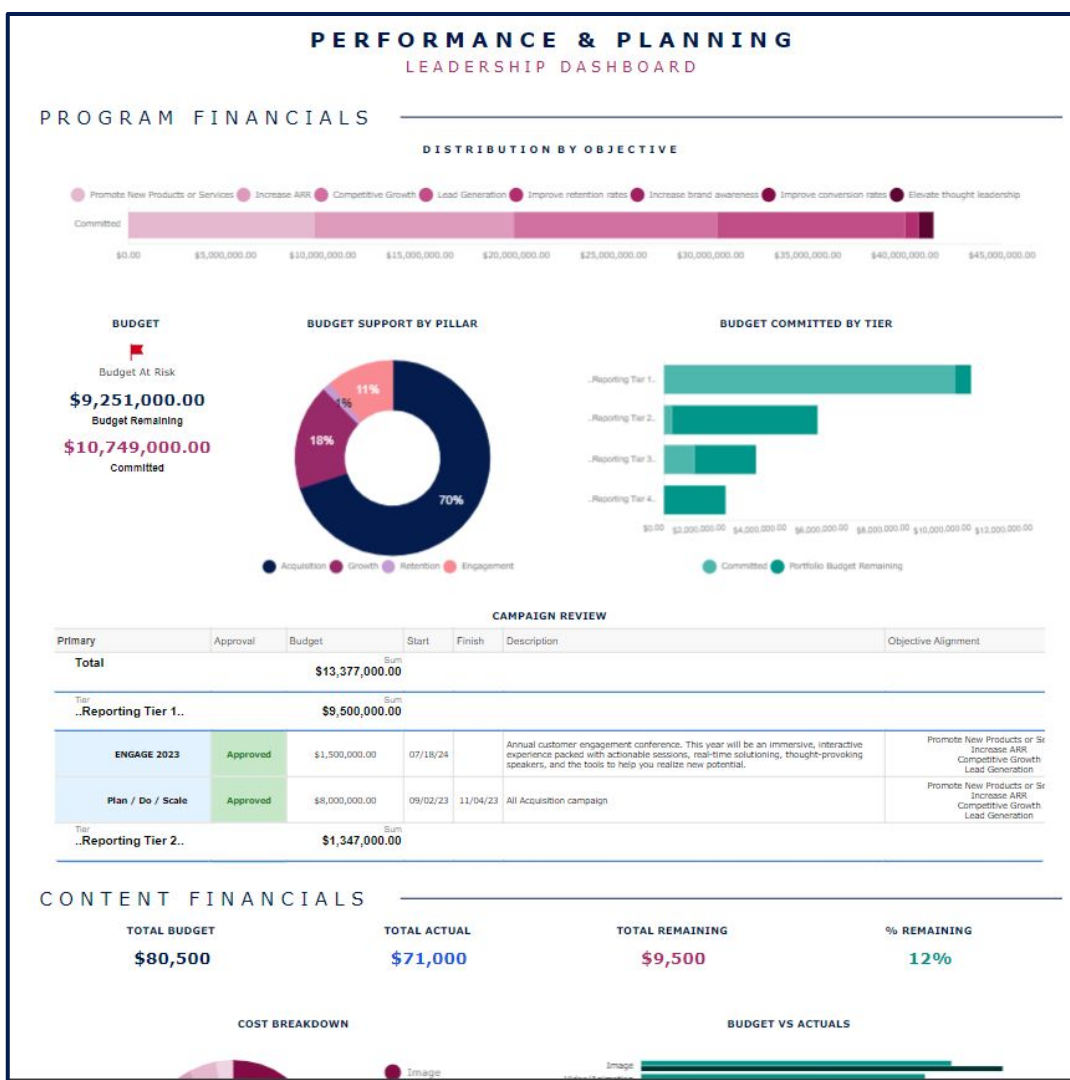 PERFORMANCE & PLANNING
LEADERSHIP DASHBOARD
PROGRAM FINANCIALS
DISTRIBUTION BY OBJECTIVE
Promote New Products or Services Increase ARR Competitive Growth Lead Generation Improve retention rates Increase brand awareness Improve conversion rates Elevate thought leadership
Committed
$0.00 $5,000,000.00 $10,000,000.00 $15,000,000.00 $20,000,000.00 $25,000,000.00 $30,000,000.00 $35,000,000.00 $40,000,000.00 $45,000,000.00
BUDGET
Budget At Risk
$9,251,000.00
Budget Remaining
$10,749,000.00
Committed
BUDGET SUPPORT BY PILLAR
11%
1%
18%
70%
Acquisition Growth Retention Engagement
BUDGET COMMITTED BY TIER
..Reporting Tier 1..
..Reporting Tier 2..
..Reporting Tier 3..
..Reporting Tier 4..
$0.00 $2,000,000.00 $4,000,000.00 $6,000,000.00 $8,000,000.00 $10,000,000.00 $12,000,000.00
Committed Portfolio Budget Remaining
CAMPAIGN REVIEW
Primary Approval Budget Start Finish Description Objective Alignment
Sum
Total $13,377,000.00
Tier Sum
..Reporting Tier 1.. $9,500,000.00
ENGAGE 2023 Approved $1,500,000.00 07/18/24
Annual customer engagement conference. This year will be an immersive, interactive
experience packed with actionable sessions, real-time solutioning, thought-provoking
speakers, and the tools to help you realize new potential.
Promote New Products or Se
Increase ARR
Competitive Growth
Lead Generation
Plan / Do / Scale Approved $8,000,000.00 09/02/23 11/04/23 All Acquisition campaign
Promote New Products or Se
Increase ARR
Competitive Growth
Lead Generation
Tier Sum
..Reporting Tier 2.. $1,347,000.00
CONTENT FINANCIALS
TOTAL BUDGET TOTAL ACTUAL TOTAL REMAINING % REMAINING
$80,500 $71,000 $9,500 12%
COST BREAKDOWN
Image
BUDGET VS ACTUALS
Image